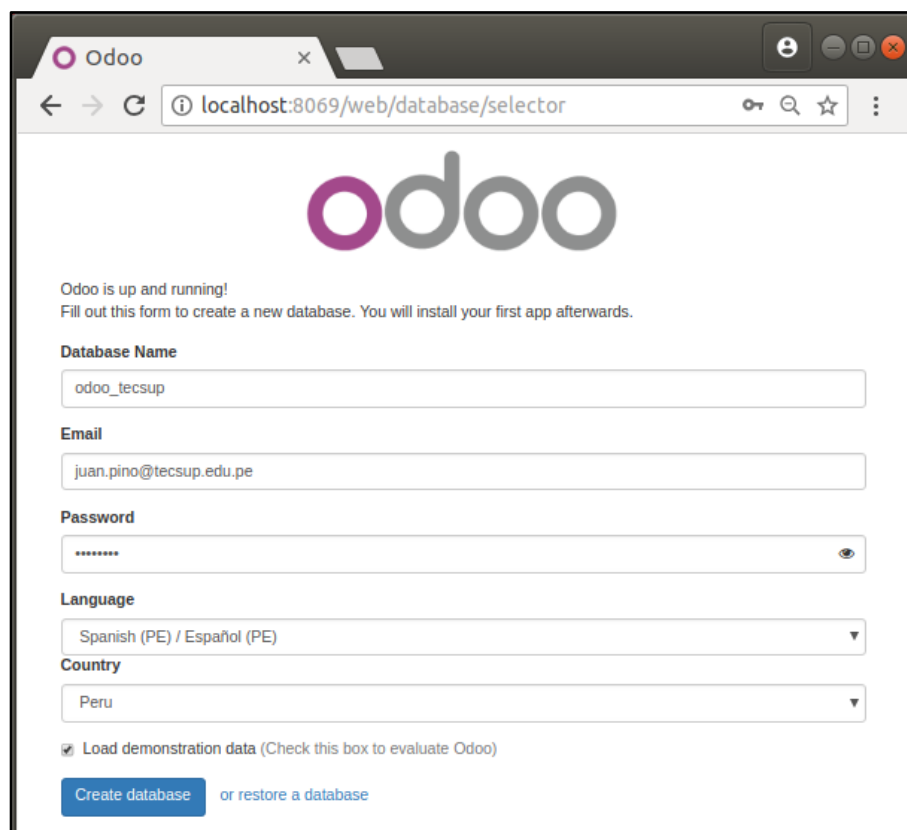 Odoo
localhost:8069/web/database/selector
odoo
Odoo is up and running!
Fill out this form to create a new database. You will install your first app afterwards.
Database Name
odoo_tecsup
Email
juan.pino@tecsup.edu.pe
Password
••••••••
Language
Spanish (PE) / Español (PE)
Country
Peru
Load demonstration data (Check this box to evaluate Odoo)
Create database or restore a database